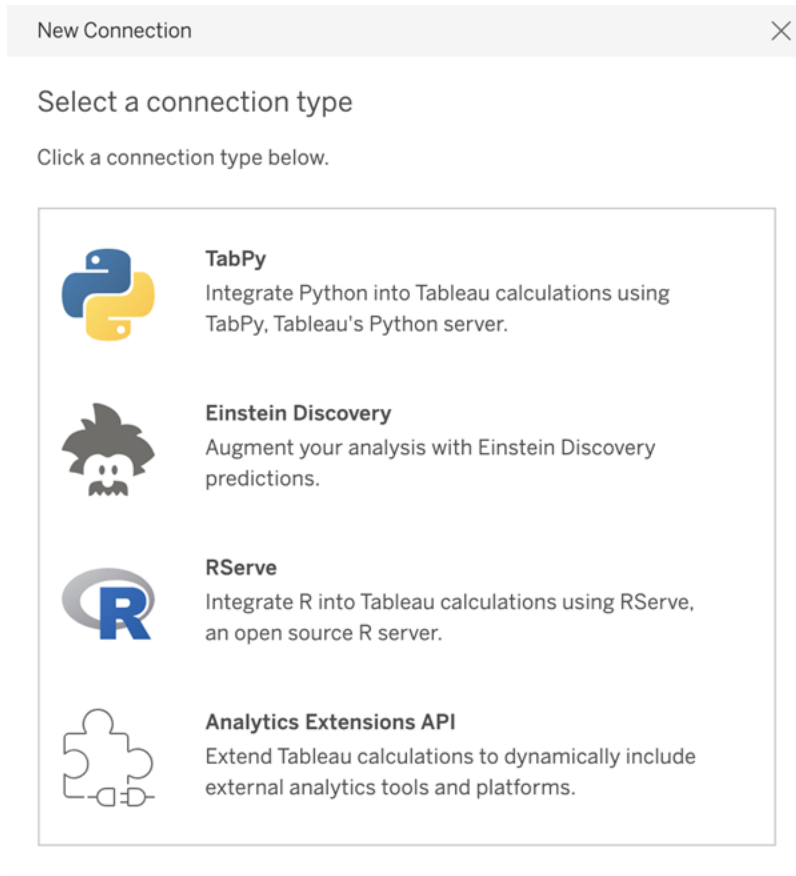 New Connection
Select a connection type
Click a connection type below.
TabPy
Integrate Python into Tableau calculations using
TabPy, Tableau's Python server.
Einstein Discovery
Augment your analysis with Einstein Discovery
predictions.
RServe
Integrate R into Tableau calculations using RServe,
an open source R server.
Analytics Extensions API
Extend Tableau calculations to dynamically include
external analytics tools and platforms.